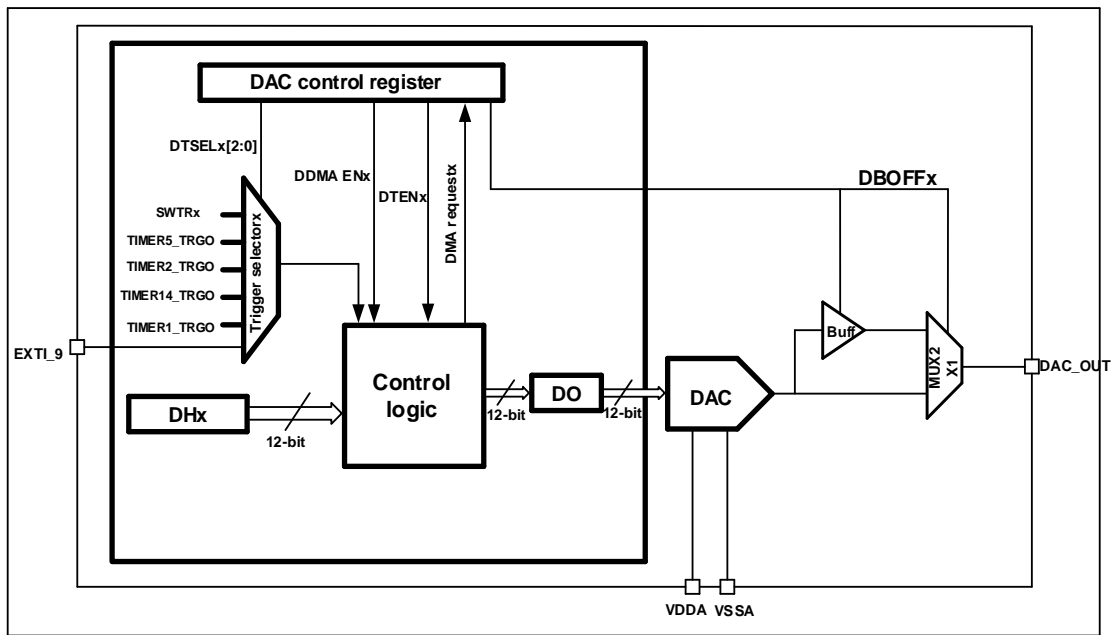 DAC control register
DTSELx[2:0]
DDMA ENx
DTENx
DMA requestx
DBOFFx
SWTRx
TIMER5_TRGO
TIMER2_TRGO
TIMER14_TRGO
TIMER1_TRGO
Trigger selectorx
EXTI_9
Buff
MUX2
X1
DAC_OUT
Control
logic
DHx
12-bit
12-bit
DO
12-bit
DAC
VDDA
VSSA